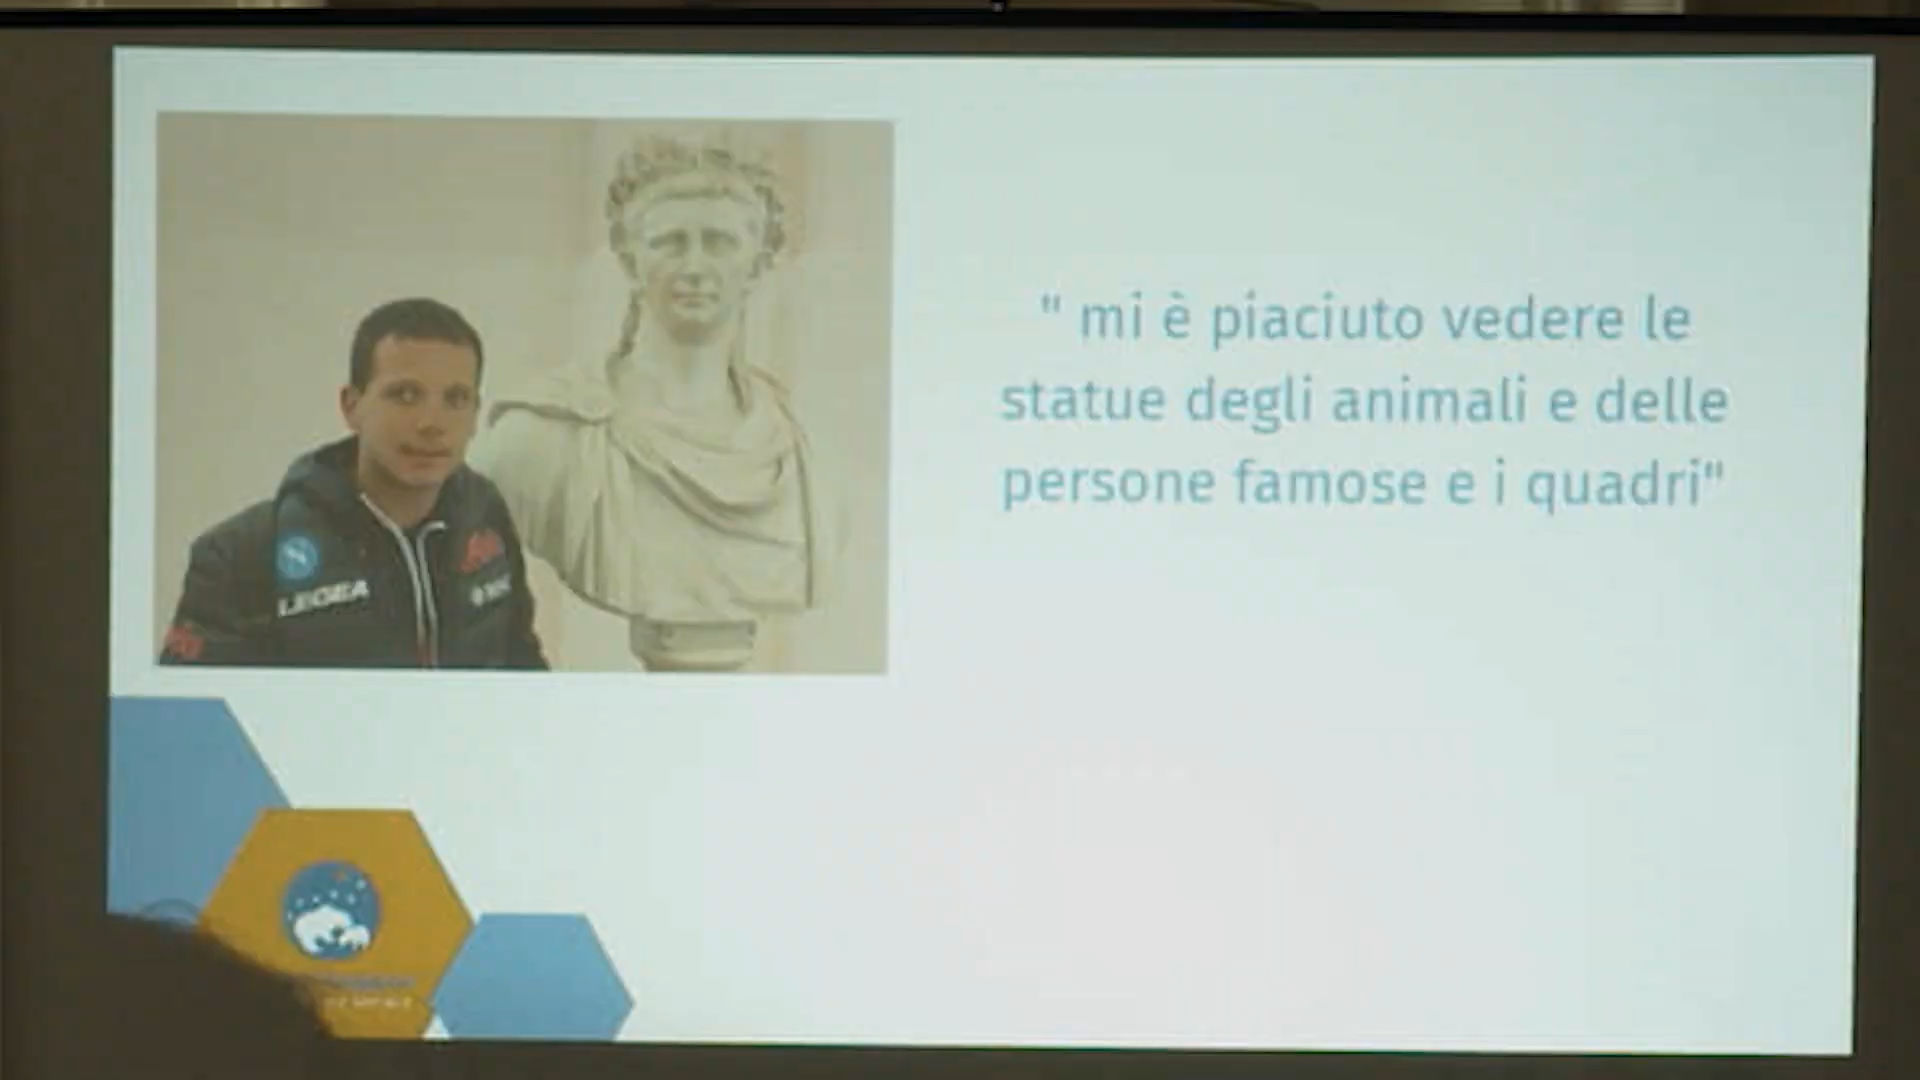 " mi è piaciuto vedere le
statue degli animali e delle
persone famose e i quadri"
LEGEA